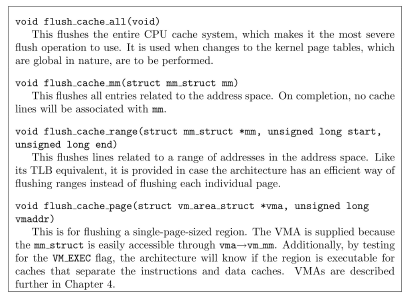 void flush_cache_all(void)
This flushes the entire CPU cache system, which makes it the most severe
flush operation to use. It is used when changes to the kernel page tables, which
are global in nature, are to be performed.
void flush_cache_mm(struct mm_struct mm)
This flushes all entries related to the address space. On completion, no cache
lines will be associated with mm.
void flush_cache_range(struct mm_struct *mm, unsigned long start,
unsigned long end)
This flushes lines related to a range of addresses in the address space. Like
its TLB equivalent, it is provided in case the architecture has an efficient way of
flushing ranges instead of flushing each individual page.
void flush_cache_page(struct vm_area_struct *vma, unsigned long
vmaddr)
This is for flushing a single-page-sized region. The VMA is supplied because
the mm_struct is easily accessible through vma→vm_mm. Additionally, by testing
for the VM_EXEC flag, the architecture will know if the region is executable for
caches that separate the instructions and data caches. VMAs are described
further in Chapter 4.